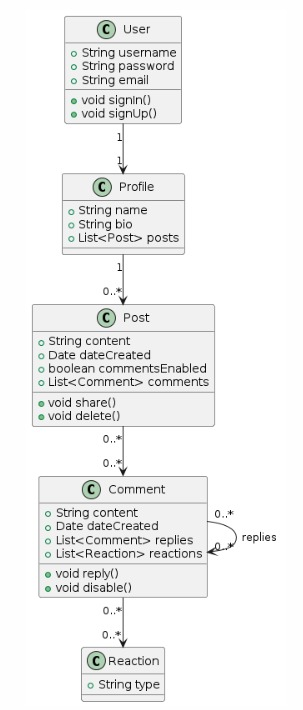 C User
String username
String password
String email
void signIn()
void signUp()
1
1
C Profile
String name
String bio
List<Post> posts
1
0..*
C Post
String content
Date dateCreated
boolean commentsEnabled
List<Comment> comments
void share()
void delete()
0..*
0..*
C Comment
String content
Date dateCreated
List<Comment> replies
List<Reaction> reactions
void reply()
void disable()
0..*
0..*
replies
0..*
0..*
C Reaction
String type